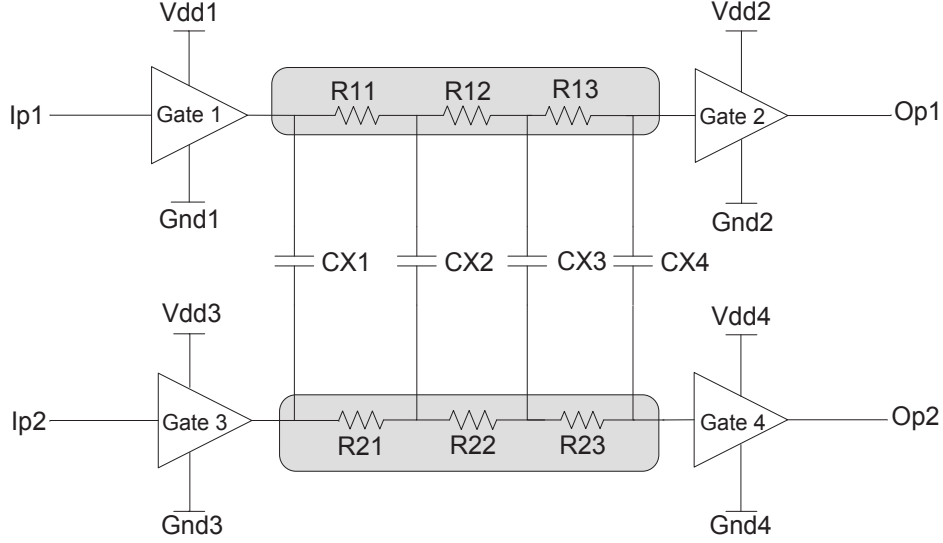 Vdd1
Vdd2
R11 R12 R13
Ip1 Gate 1 Gate 2 Op1
Gnd1
Gnd2
CX1 CX2 CX3 CX4
Vdd3
Vdd4
Ip2 Gate 3 Gate 4 Op2
R21 R22 R23
Gnd3
Gnd4